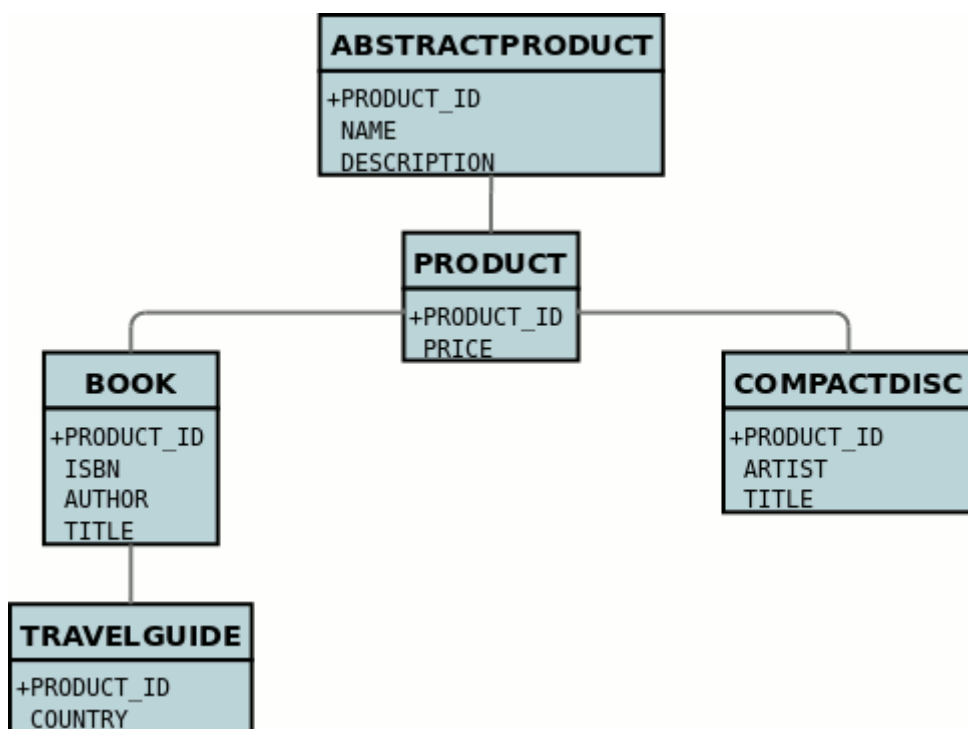 ABSTRACTPRODUCT
+PRODUCT_ID
NAME
DESCRIPTION
PRODUCT
+PRODUCT_ID
PRICE
BOOK
+PRODUCT_ID
ISBN
AUTHOR
TITLE
COMPACTDISC
+PRODUCT_ID
ARTIST
TITLE
TRAVELGUIDE
+PRODUCT_ID
COUNTRY